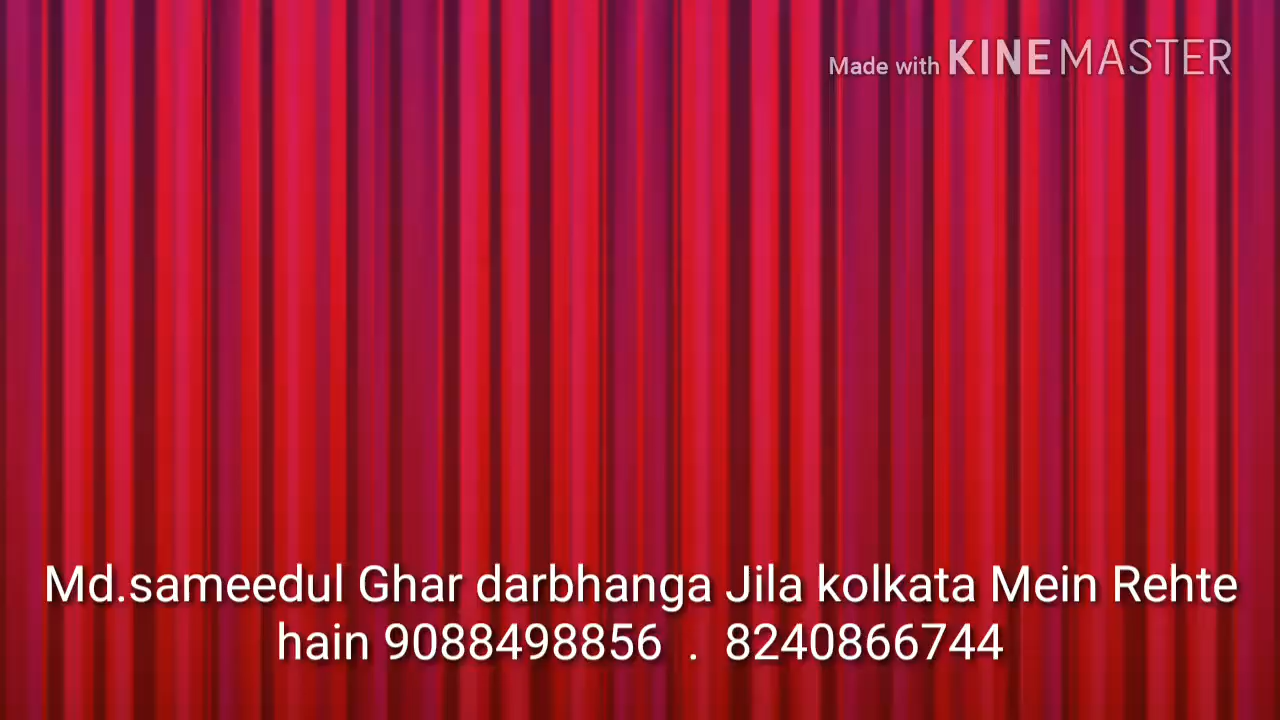 Made with KINEMASTER
Md.sameedul Ghar darbhanga Jila kolkata Mein Rehte
hain 9088498856 . 8240866744